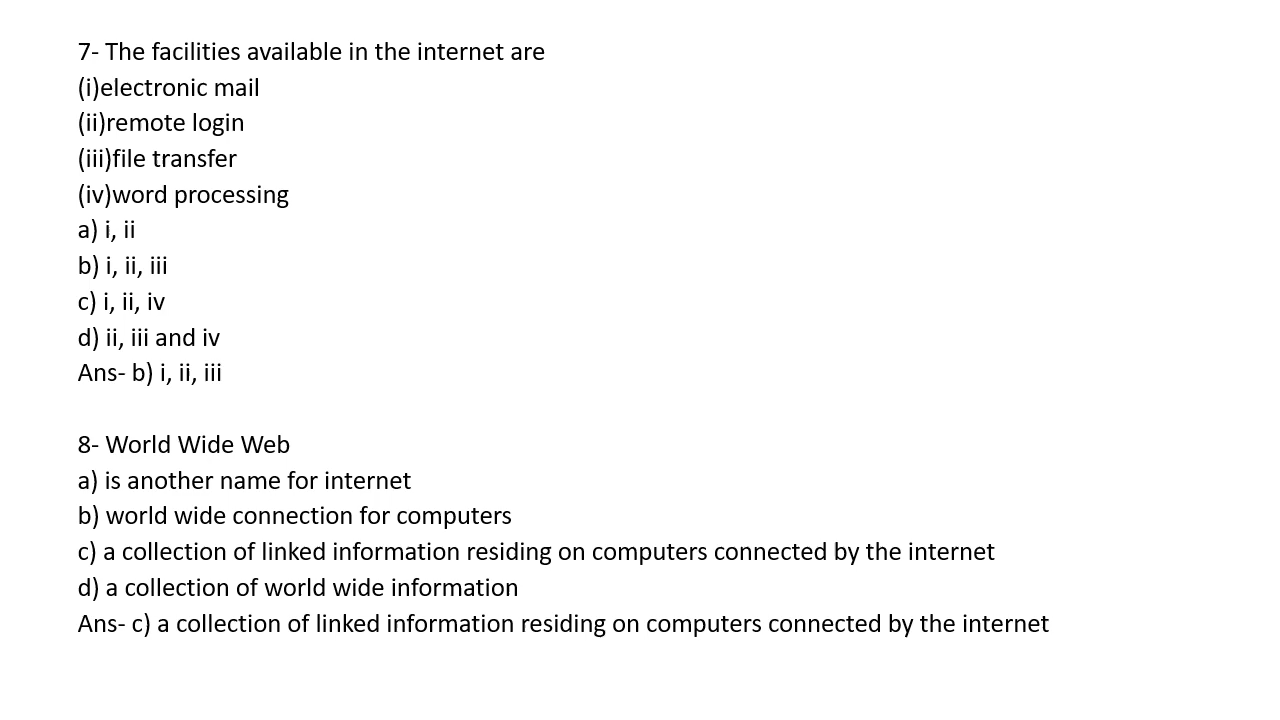 7- The facilities available in the internet are
(i)electronic mail
(ii)remote login
(iii)file transfer
(iv)word processing
a) i, ii
b) i, ii, iii
c) i, ii, iv
d) ii, iii and iv
Ans- b) i, ii, iii
8- World Wide Web
a) is another name for internet
b) world wide connection for computers
c) a collection of linked information residing on computers connected by the internet
d) a collection of world wide information
Ans- c) a collection of linked information residing on computers connected by the internet